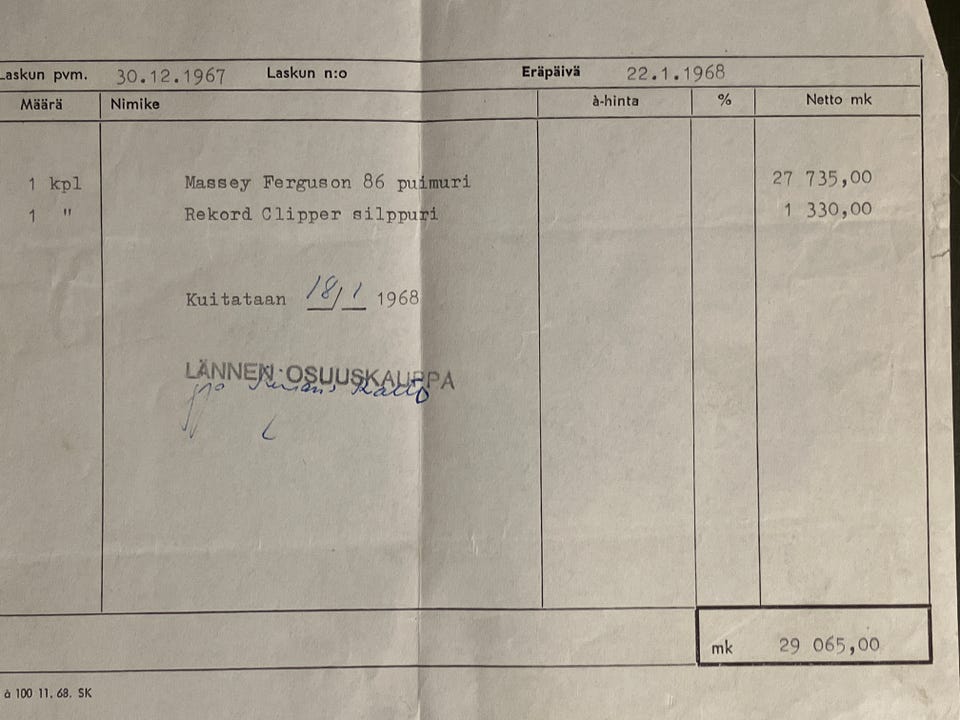 Laskun pvm. 30.12.1967 Laskun n:o Eräpäivä 22.1.1968
Määrä Nimike à-hinta % Netto mk
1 kpl Massey Ferguson 86 puimuri 27 735,00
1 " Rekord Clipper silppuri 1 330,00
Kuitataan 18/1 1968
LÄNNEN OSUUSKAUPPA
mk 29 065,00
à 100 11. 68. SK